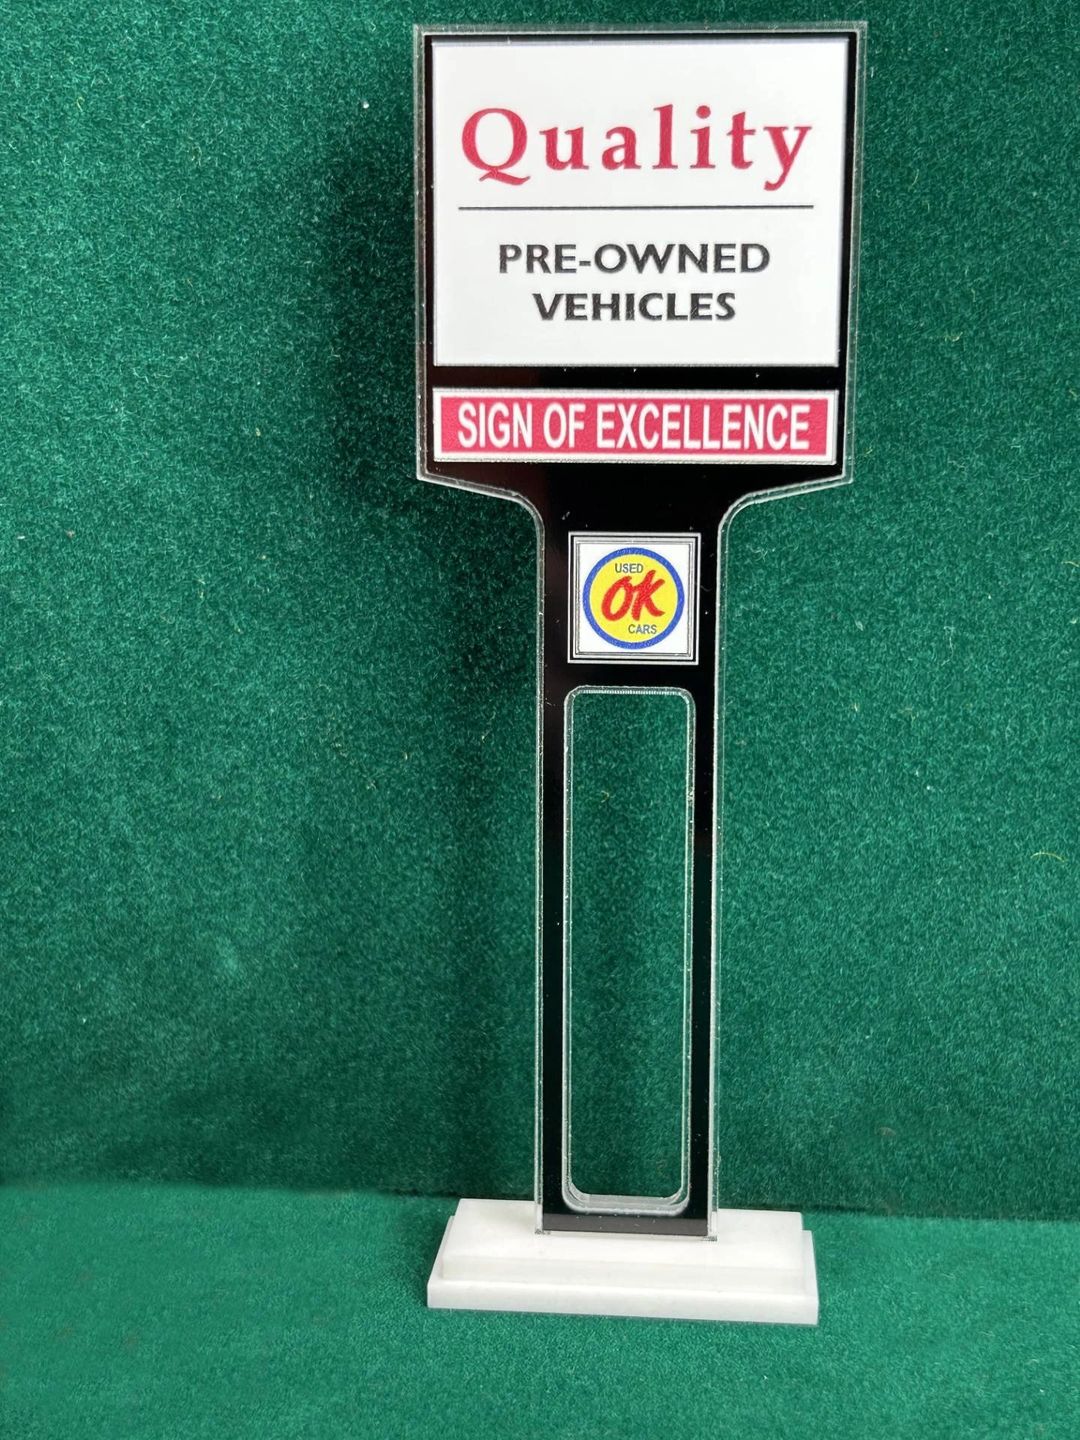 Quality
PRE-OWNED
VEHICLES
SIGN OF EXCELLENCE
USED
OK
CARS